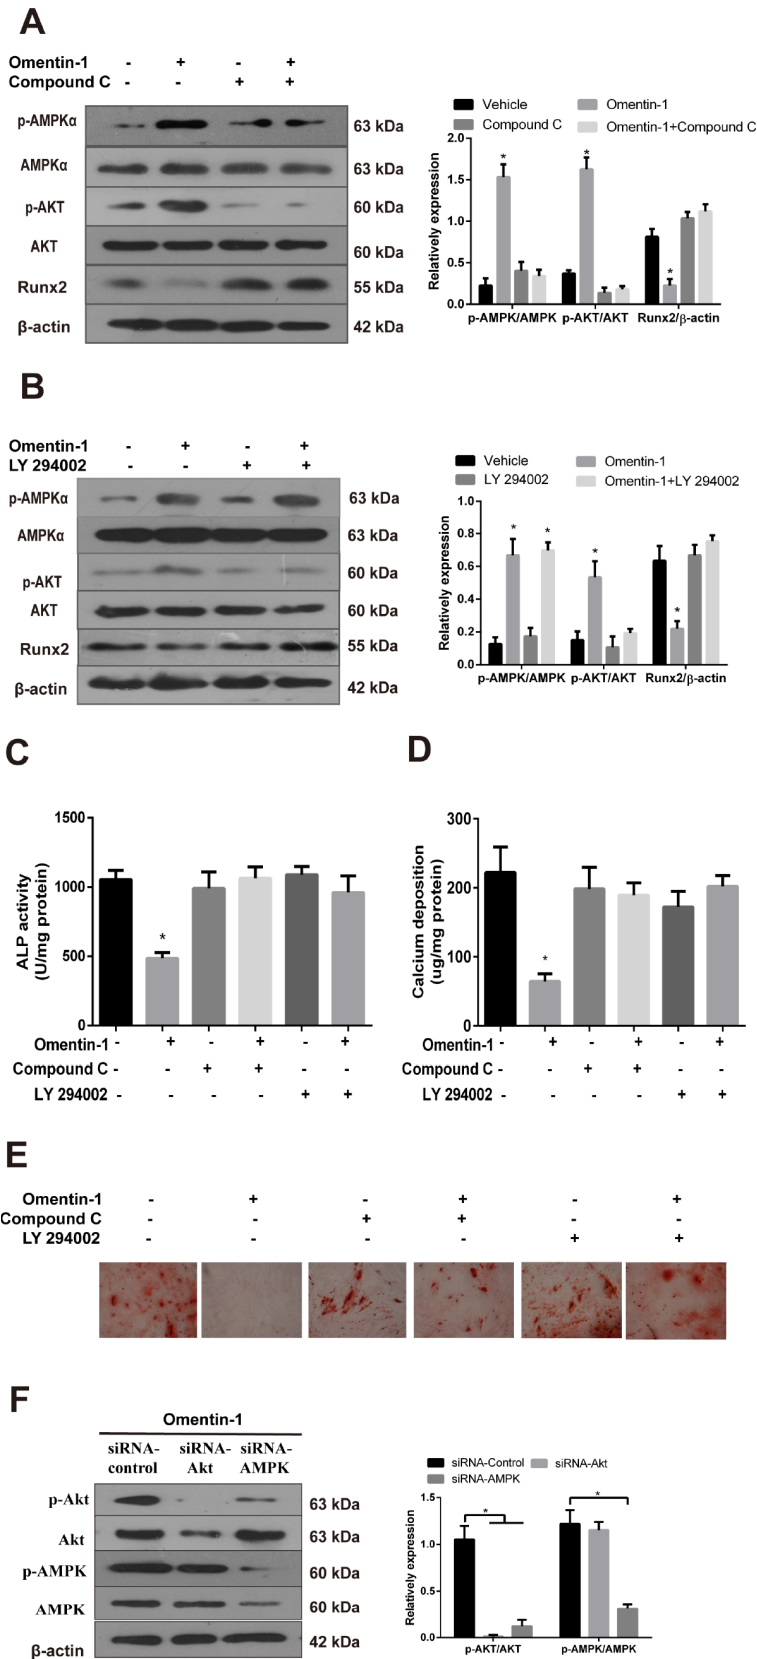 A
Omentin-1 - + - +
Compound C - - + +
p-AMPKα 63 kDa
AMPKα 63 kDa
p-AKT 60 kDa
AKT 60 kDa
Runx2 55 kDa
β-actin 42 kDa
Vehicle Omentin-1
Compound C Omentin-1+Compound C
Relatively expression
2.0
1.5
1.0
0.5
0.0
* * *
p-AMPK/AMPK p-AKT/AKT Runx2/β-actin
B
Omentin-1 - + - +
LY 294002 - - + +
p-AMPKα 63 kDa
AMPKα 63 kDa
p-AKT 60 kDa
AKT 60 kDa
Runx2 55 kDa
β-actin 42 kDa
Vehicle Omentin-1
LY 294002 Omentin-1+LY 294002
Relatively expression
1.0
0.8
0.6
0.4
0.2
0.0
* * * *
p-AMPK/AMPK p-AKT/AKT Runx2/β-actin
C
ALP activity
(U/mg protein)
1500
1000
500
0
*
Omentin-1 - + - + - +
Compound C - - + + - -
LY 294002 - - - - + +
D
Calcium deposition
(ug/mg protein)
300
200
100
0
*
Omentin-1 - + - + - +
Compound C - - + + - -
LY 294002 - - - - + +
E
Omentin-1 - + - + - +
Compound C - - + + - -
LY 294002 - - - - + +
F
Omentin-1
siRNA- siRNA- siRNA-
control Akt AMPK
p-Akt 63 kDa
Akt 63 kDa
p-AMPK 60 kDa
AMPK 60 kDa
β-actin 42 kDa
siRNA-Control siRNA-Akt
siRNA-AMPK
Relatively expression
1.5
1.0
0.5
0.0
* *
p-AKT/AKT p-AMPK/AMPK